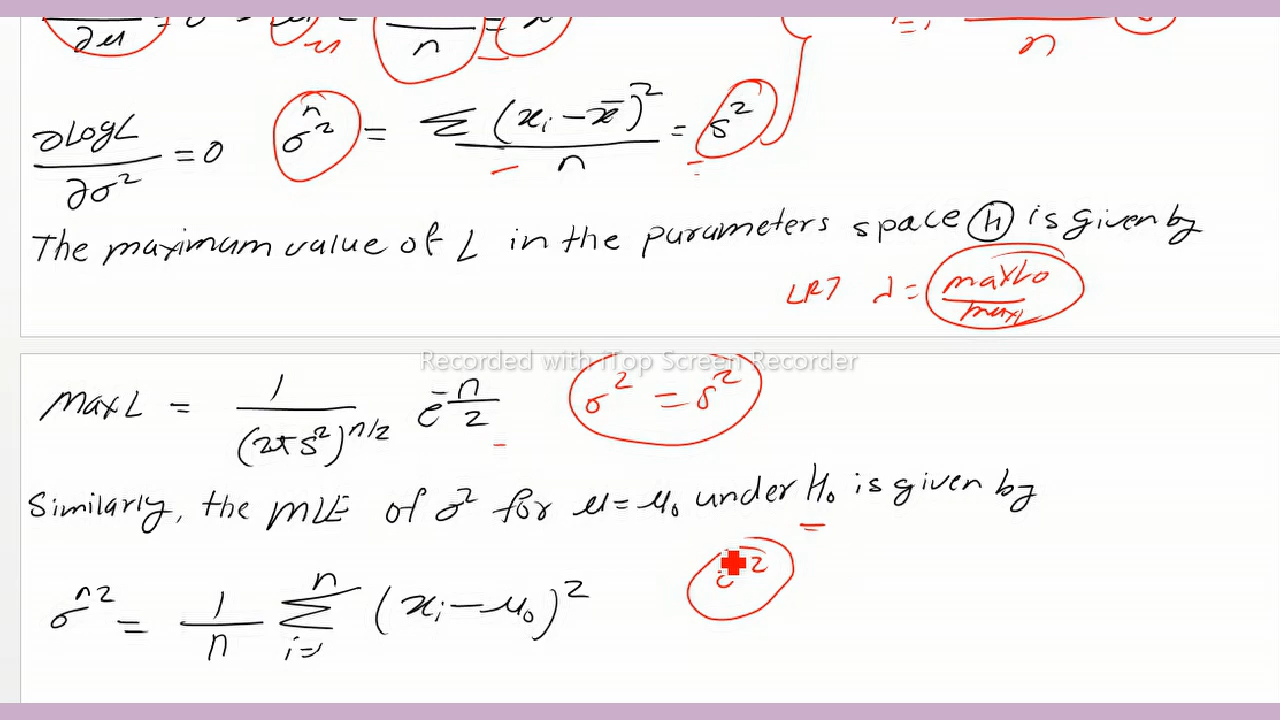 ∂μ = 0 μ n = x̄ n
∂LogL/∂σ² = 0 σ̂² = Σ(xᵢ - x̄)²/n = s²
The maximum value of L in the parameters space Ⓗ is given by
LRT λ = maxL₀/maxL
Recorded with iTop Screen Recorder
maxL = 1/(2πs²)^(n/2) e^(-n/2) σ² = s²
Similarly, the MLE of σ² for μ = μ₀ under H₀ is given by
σ̂² = 1/n Σⁿᵢ₌₁ (xᵢ - μ₀)²